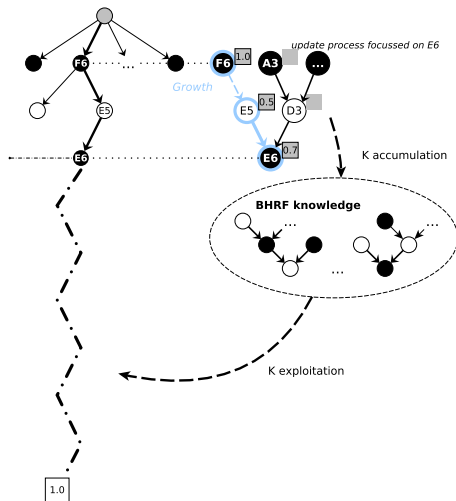 update process focussed on E6
F6
...
F6
1.0
A3
...
Growth
E5
E5
0.5
D3
E6
E6
0.7
K accumulation
BHRF knowledge
...
...
...
K exploitation
1.0